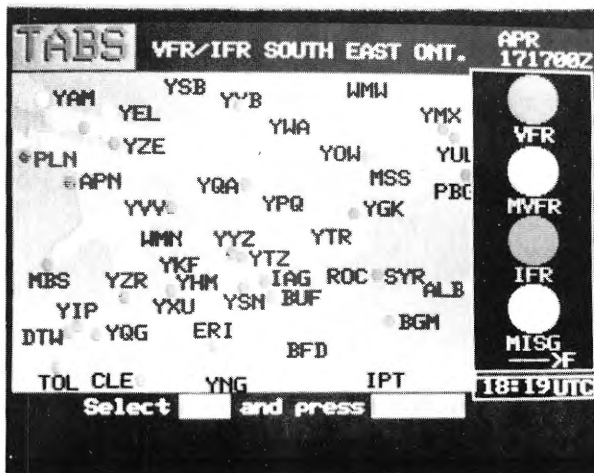 TABS VFR/IFR SOUTH EAST ONT. APR
171700Z
YSB YYB WMW
YAM YEL YMX
YWA
YZE YOW YUL
PLN
APN YQA MSS
PBG
YVV YPQ YGK
WMN YYZ YTR
YKF YTZ
MBS YZR YHM IAG ROC SYR ALB
YIP YXU YSN BUF
DTW YQG ERI BGM
BFD
TOL CLE YNG IPT
VFR
MVFR
IFR
MISG
18:19UTC
Select and press